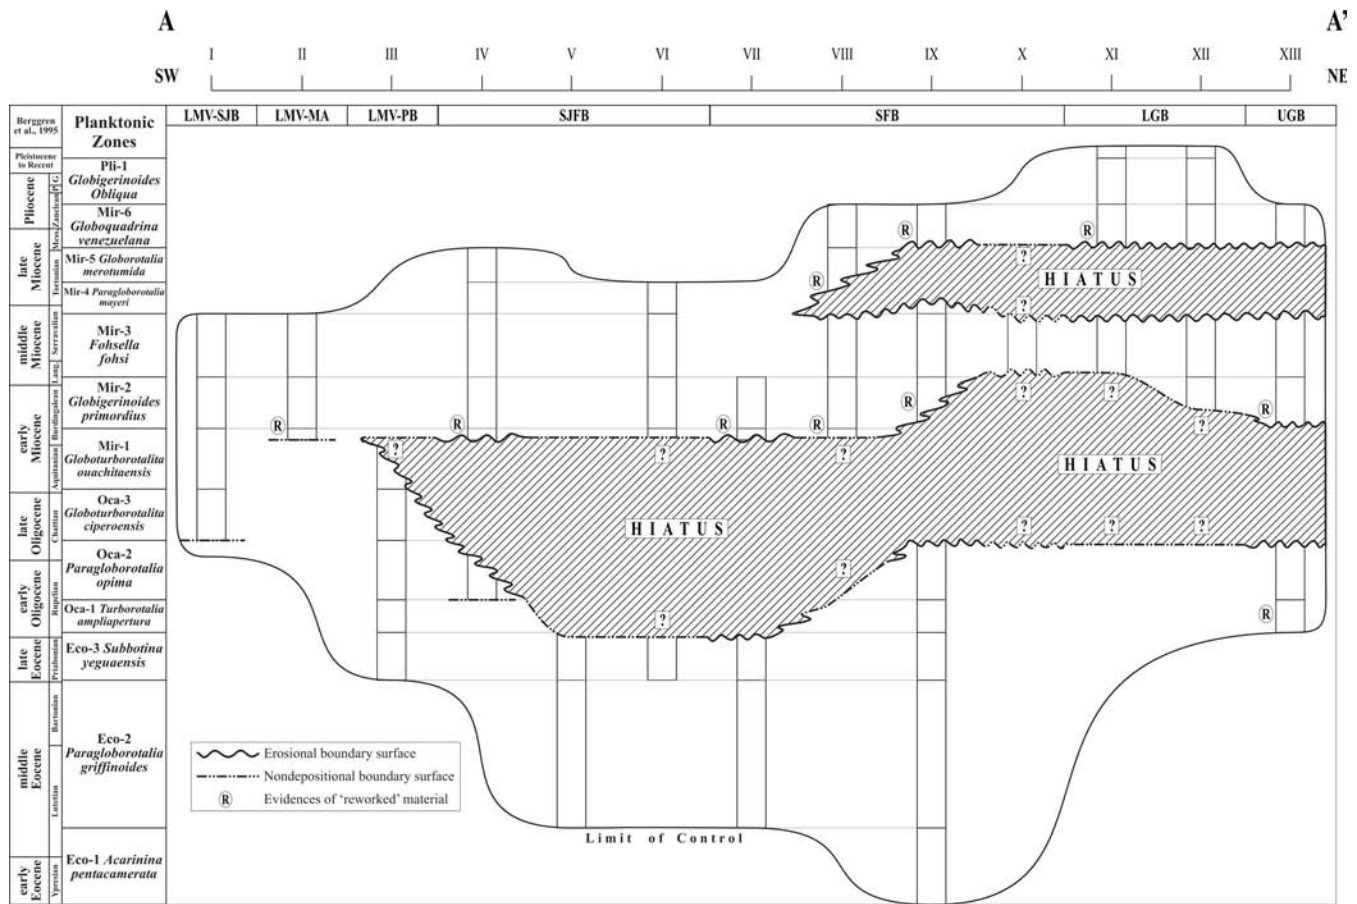 A
A'
I II III IV V VI VII VIII IX X XI XII XIII
SW
NE
Berggren
et al., 1995
Planktonic
Zones
LMV-SJB LMV-MA LMV-PB SJFB SFB LGB UGB
Pleistocene
to Recent
Pliocene
late
Miocene
middle
Miocene
early
Miocene
late
Oligocene
early
Oligocene
late
Eocene
middle
Eocene
early
Eocene
P G
Zanclean
Mess.
Tortonian
Serravalian
Lang.
Burdingalean
Aquitanian
Chattian
Rupelian
Priabonian
Bartonian
Lutetian
Ypresian
Pli-1
Globigerinoides
Obliqua
Mir-6
Globoquadrina
venezuelana
Mir-5 Globorotalia
merotumida
Mir-4 Paragloborotalia
mayeri
Mir-3
Fohsella
fohsi
Mir-2
Globigerinoides
primordius
Mir-1
Globoturborotalita
ouachitaensis
Oca-3
Globoturborotalita
ciperoensis
Oca-2
Paragloborotalia
opima
Oca-1 Turborotalia
ampliapertura
Eco-3 Subbotina
yeguaensis
Eco-2
Paragloborotalia
griffinoides
Eco-1 Acarinina
pentacamerata
R R
?
R
HIATUS
?
R
? ?
R
R R R R
? ? ? ?
HIATUS
HIATUS
? ? ?
?
?
R
Erosional boundary surface
Nondepositional boundary surface
R Evidences of 'reworked' material
Limit of Control